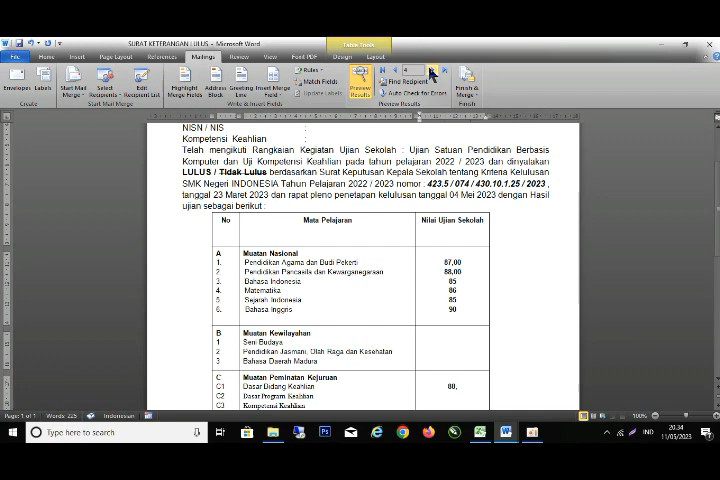 SURAT KETERANGAN LULUS - Microsoft Word
Table Tools
File Home Insert Page Layout References Mailings Review View Foxit PDF Design Layout
Envelopes Labels
Start Mail Merge
Select Recipients
Edit Recipient List
Highlight Merge Fields
Address Block
Greeting Line
Insert Merge Field
Rules
Match Fields
Update Labels
Preview Results
4
Find Recipient
Auto Check for Errors
Finish & Merge
Create Start Mail Merge Write & Insert Fields Preview Results Finish
NISN / NIS :
Kompetensi Keahlian :
Telah mengikuti Rangkaian Kegiatan Ujian Sekolah : Ujian Satuan Pendidikan Berbasis
Komputer dan Uji Kompetensi Keahlian pada tahun pelajaran 2022 / 2023 dan dinyatakan
LULUS / Tidak Lulus berdasarkan Surat Keputusan Kepala Sekolah tentang Kriteria Kelulusan
SMK Negeri INDONESIA Tahun Pelajaran 2022 / 2023 nomor : 423.5 / 074 / 430.10.1.25 / 2023 ,
tanggal 23 Maret 2023 dan rapat pleno penetapan kelulusan tanggal 04 Mei 2023 dengan Hasil
ujian sebagai berikut :
No Mata Pelajaran Nilai Ujian Sekolah
A Muatan Nasional
1. Pendidikan Agama dan Budi Pekerti 87,00
2. Pendidikan Pancasila dan Kewarganegaraan 88,00
3. Bahasa Indonesia 85
4. Matematika 86
5. Sejarah Indonesia 85
6. Bahasa Inggris 90
B Muatan Kewilayahan
1 Seni Budaya
2 Pendidikan Jasmani, Olah Raga dan Kesehatan
3 Bahasa Daerah Madura
C Muatan Peminatan Kejuruan
C1 Dasar Bidang Keahlian 88,
C2 Dasar Program Keahlian
C3 Kompetensi Keahlian
Page: 1 of 1 Words: 225 Indonesian 100%
Type here to search
IND
20.34
11/05/2023